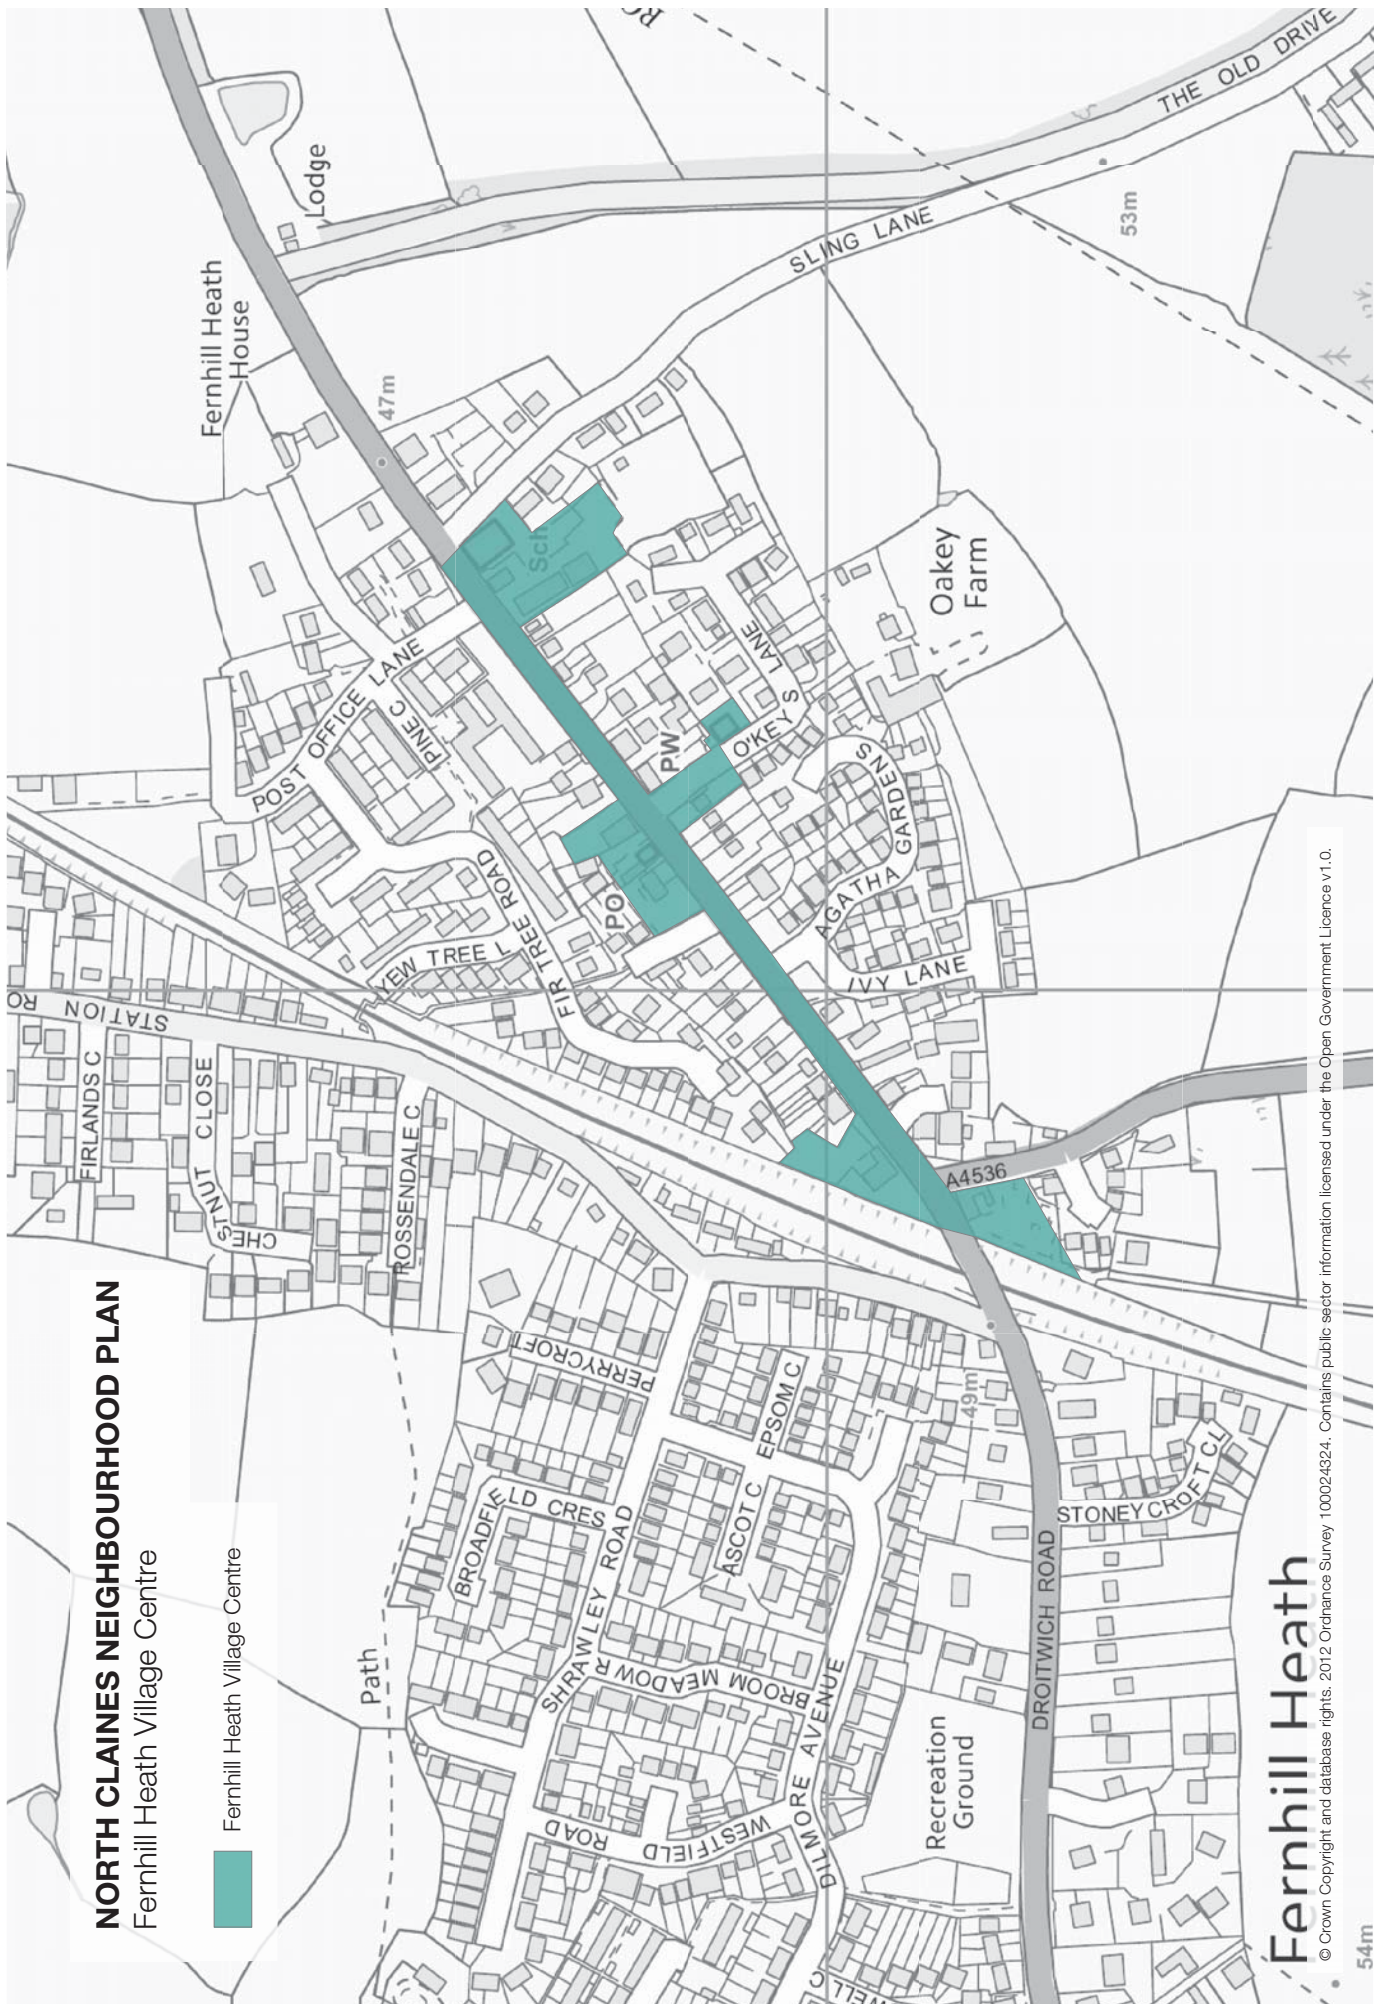 NORTH CLAINES NEIGHBOURHOOD PLAN
Fernhill Heath Village Centre
Fernhill Heath Village Centre
Path
FIRLANDS C
STATION RO
CHESTNUT CLOSE
ROSSENDALE C
PERRYCROFT
BROADFIELD CRES
SHRAWLEY ROAD
EPSOM C
ASCOT C
BROOM MEADOW R
WESTFIELD ROAD
DILMORE AVENUE
Recreation
Ground
DROITWICH ROAD
STONEYCROFT CL
49m
A4536
YEW TREE L
FIR TREE ROAD
POST OFFICE LANE
PINE C
PO
PW
Sch
O'KEYS LANE
AGATHA GARDENS
IVY LANE
Oakey
Farm
47m
Fernhill Heath
House
Lodge
SLING LANE
THE OLD DRIVE
53m
WELL C
Fernhill Heath
54m
© Crown Copyright and database rights. 2012 Ordnance Survey 100024324. Contains public sector information licensed under the Open Government Licence v1.0.